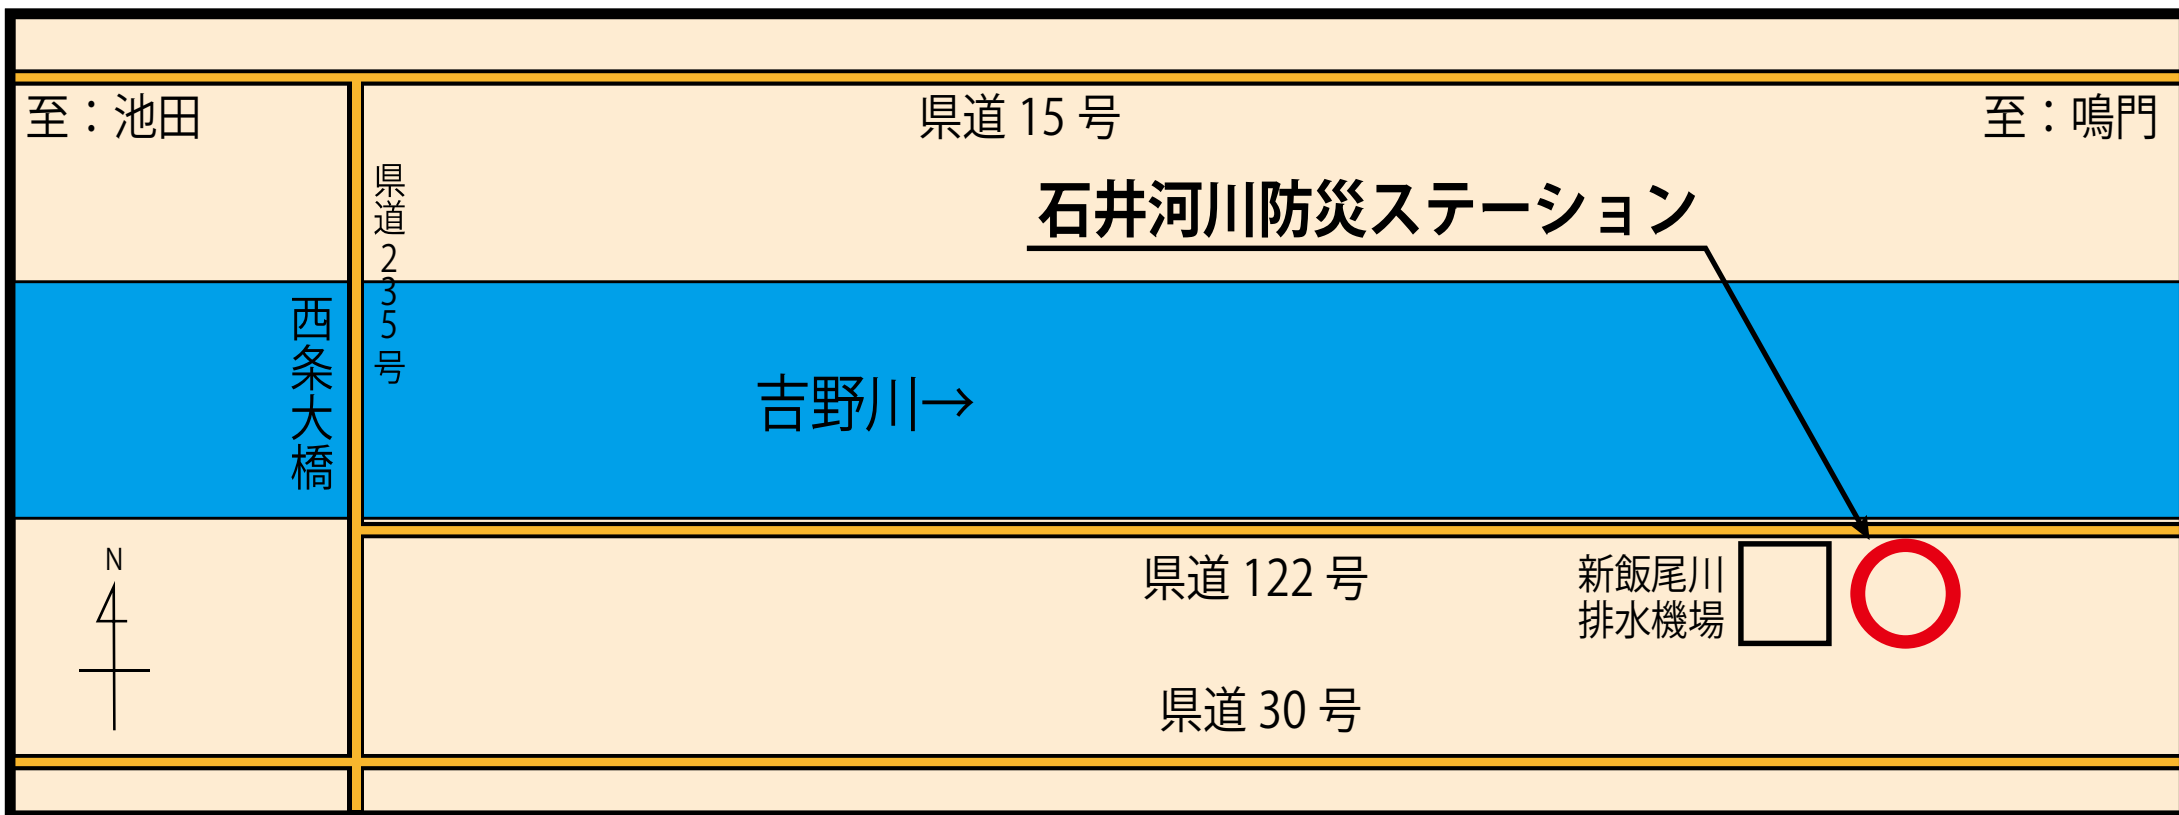 至：池田
県道 15 号
至：鳴門
県道235号
石井河川防災ステーション
西条大橋
吉野川→
N
県道 122 号
新飯尾川
排水機場
県道 30 号